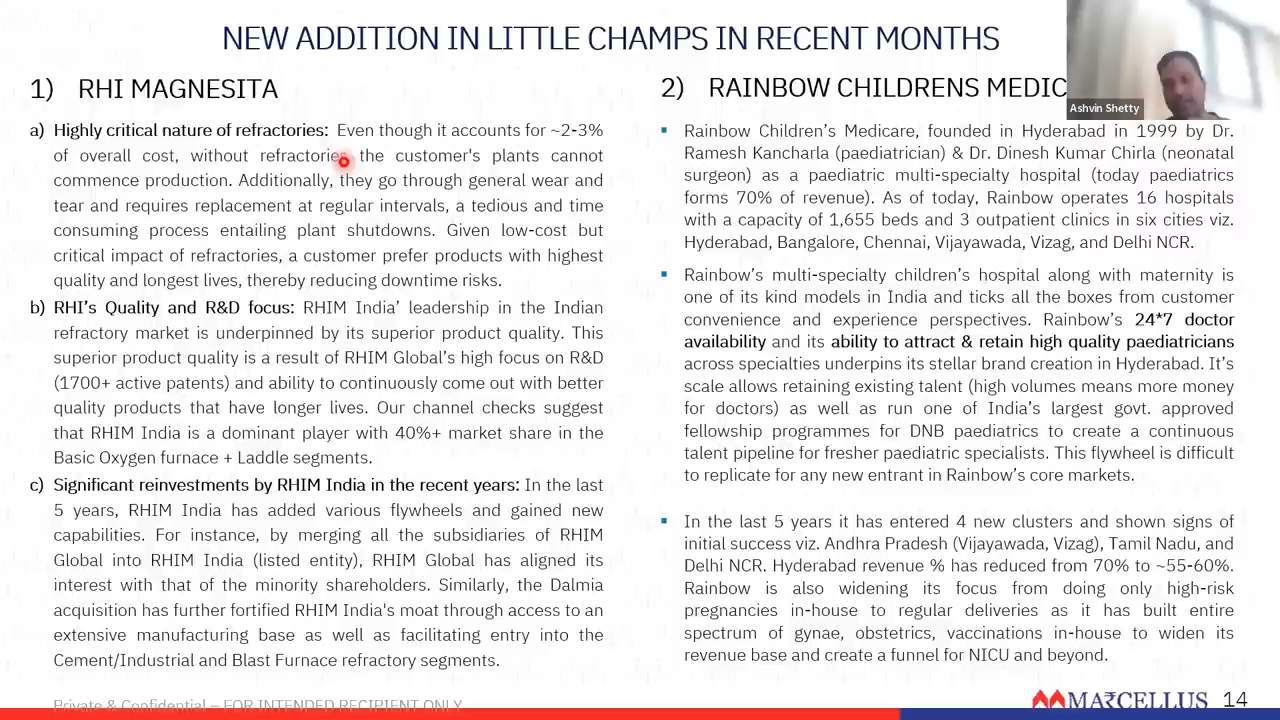 NEW ADDITION IN LITTLE CHAMPS IN RECENT MONTHS
Ashvin Shetty
1) RHI MAGNESITA
a) Highly critical nature of refractories: Even though it accounts for ~2-3%
of overall cost, without refractories the customer's plants cannot
commence production. Additionally, they go through general wear and
tear and requires replacement at regular intervals, a tedious and time
consuming process entailing plant shutdowns. Given low-cost but
critical impact of refractories, a customer prefer products with highest
quality and longest lives, thereby reducing downtime risks.
b) RHI's Quality and R&D focus: RHIM India' leadership in the Indian
refractory market is underpinned by its superior product quality. This
superior product quality is a result of RHIM Global's high focus on R&D
(1700+ active patents) and ability to continuously come out with better
quality products that have longer lives. Our channel checks suggest
that RHIM India is a dominant player with 40%+ market share in the
Basic Oxygen furnace + Laddle segments.
c) Significant reinvestments by RHIM India in the recent years: In the last
5 years, RHIM India has added various flywheels and gained new
capabilities. For instance, by merging all the subsidiaries of RHIM
Global into RHIM India (listed entity), RHIM Global has aligned its
interest with that of the minority shareholders. Similarly, the Dalmia
acquisition has further fortified RHIM India's moat through access to an
extensive manufacturing base as well as facilitating entry into the
Cement/Industrial and Blast Furnace refractory segments.
2) RAINBOW CHILDRENS MEDIC
▪ Rainbow Children's Medicare, founded in Hyderabad in 1999 by Dr.
Ramesh Kancharla (paediatrician) & Dr. Dinesh Kumar Chirla (neonatal
surgeon) as a paediatric multi-specialty hospital (today paediatrics
forms 70% of revenue). As of today, Rainbow operates 16 hospitals
with a capacity of 1,655 beds and 3 outpatient clinics in six cities viz.
Hyderabad, Bangalore, Chennai, Vijayawada, Vizag, and Delhi NCR.
▪ Rainbow's multi-specialty children's hospital along with maternity is
one of its kind models in India and ticks all the boxes from customer
convenience and experience perspectives. Rainbow's 24*7 doctor
availability and its ability to attract & retain high quality paediatricians
across specialties underpins its stellar brand creation in Hyderabad. It's
scale allows retaining existing talent (high volumes means more money
for doctors) as well as run one of India's largest govt. approved
fellowship programmes for DNB paediatrics to create a continuous
talent pipeline for fresher paediatric specialists. This flywheel is difficult
to replicate for any new entrant in Rainbow's core markets.
▪ In the last 5 years it has entered 4 new clusters and shown signs of
initial success viz. Andhra Pradesh (Vijayawada, Vizag), Tamil Nadu, and
Delhi NCR. Hyderabad revenue % has reduced from 70% to ~55-60%.
Rainbow is also widening its focus from doing only high-risk
pregnancies in-house to regular deliveries as it has built entire
spectrum of gynae, obstetrics, vaccinations in-house to widen its
revenue base and create a funnel for NICU and beyond.
Private & Confidential – FOR INTENDED RECIPIENT ONLY
MARCELLUS 14